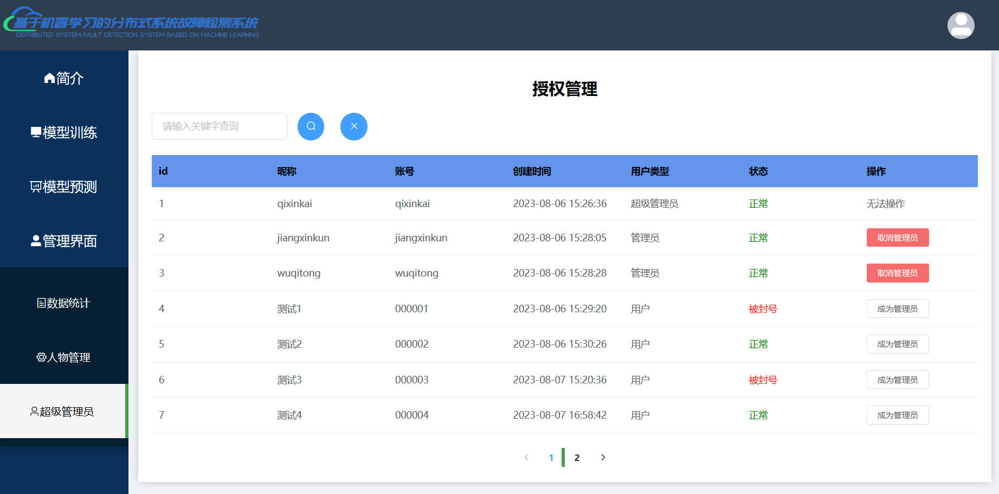 基于机器学习的分布式系统故障检测系统
DISTRIBUTED SYSTEM FAULT DETECTION SYSTEM BASED ON MACHINE LEARNING
简介
模型训练
模型预测
管理界面
数据统计
人物管理
超级管理员
授权管理
请输入关键字查询
id 昵称 账号 创建时间 用户类型 状态 操作
1 qixinkai qixinkai 2023-08-06 15:26:36 超级管理员 正常 无法操作
2 jiangxinkun jiangxinkun 2023-08-06 15:28:05 管理员 正常 取消管理员
3 wuqitong wuqitong 2023-08-06 15:28:28 管理员 正常 取消管理员
4 测试1 000001 2023-08-06 15:29:20 用户 被封号 成为管理员
5 测试2 000002 2023-08-06 15:30:26 用户 正常 成为管理员
6 测试3 000003 2023-08-07 15:20:36 用户 被封号 成为管理员
7 测试4 000004 2023-08-07 16:58:42 用户 正常 成为管理员
1 2